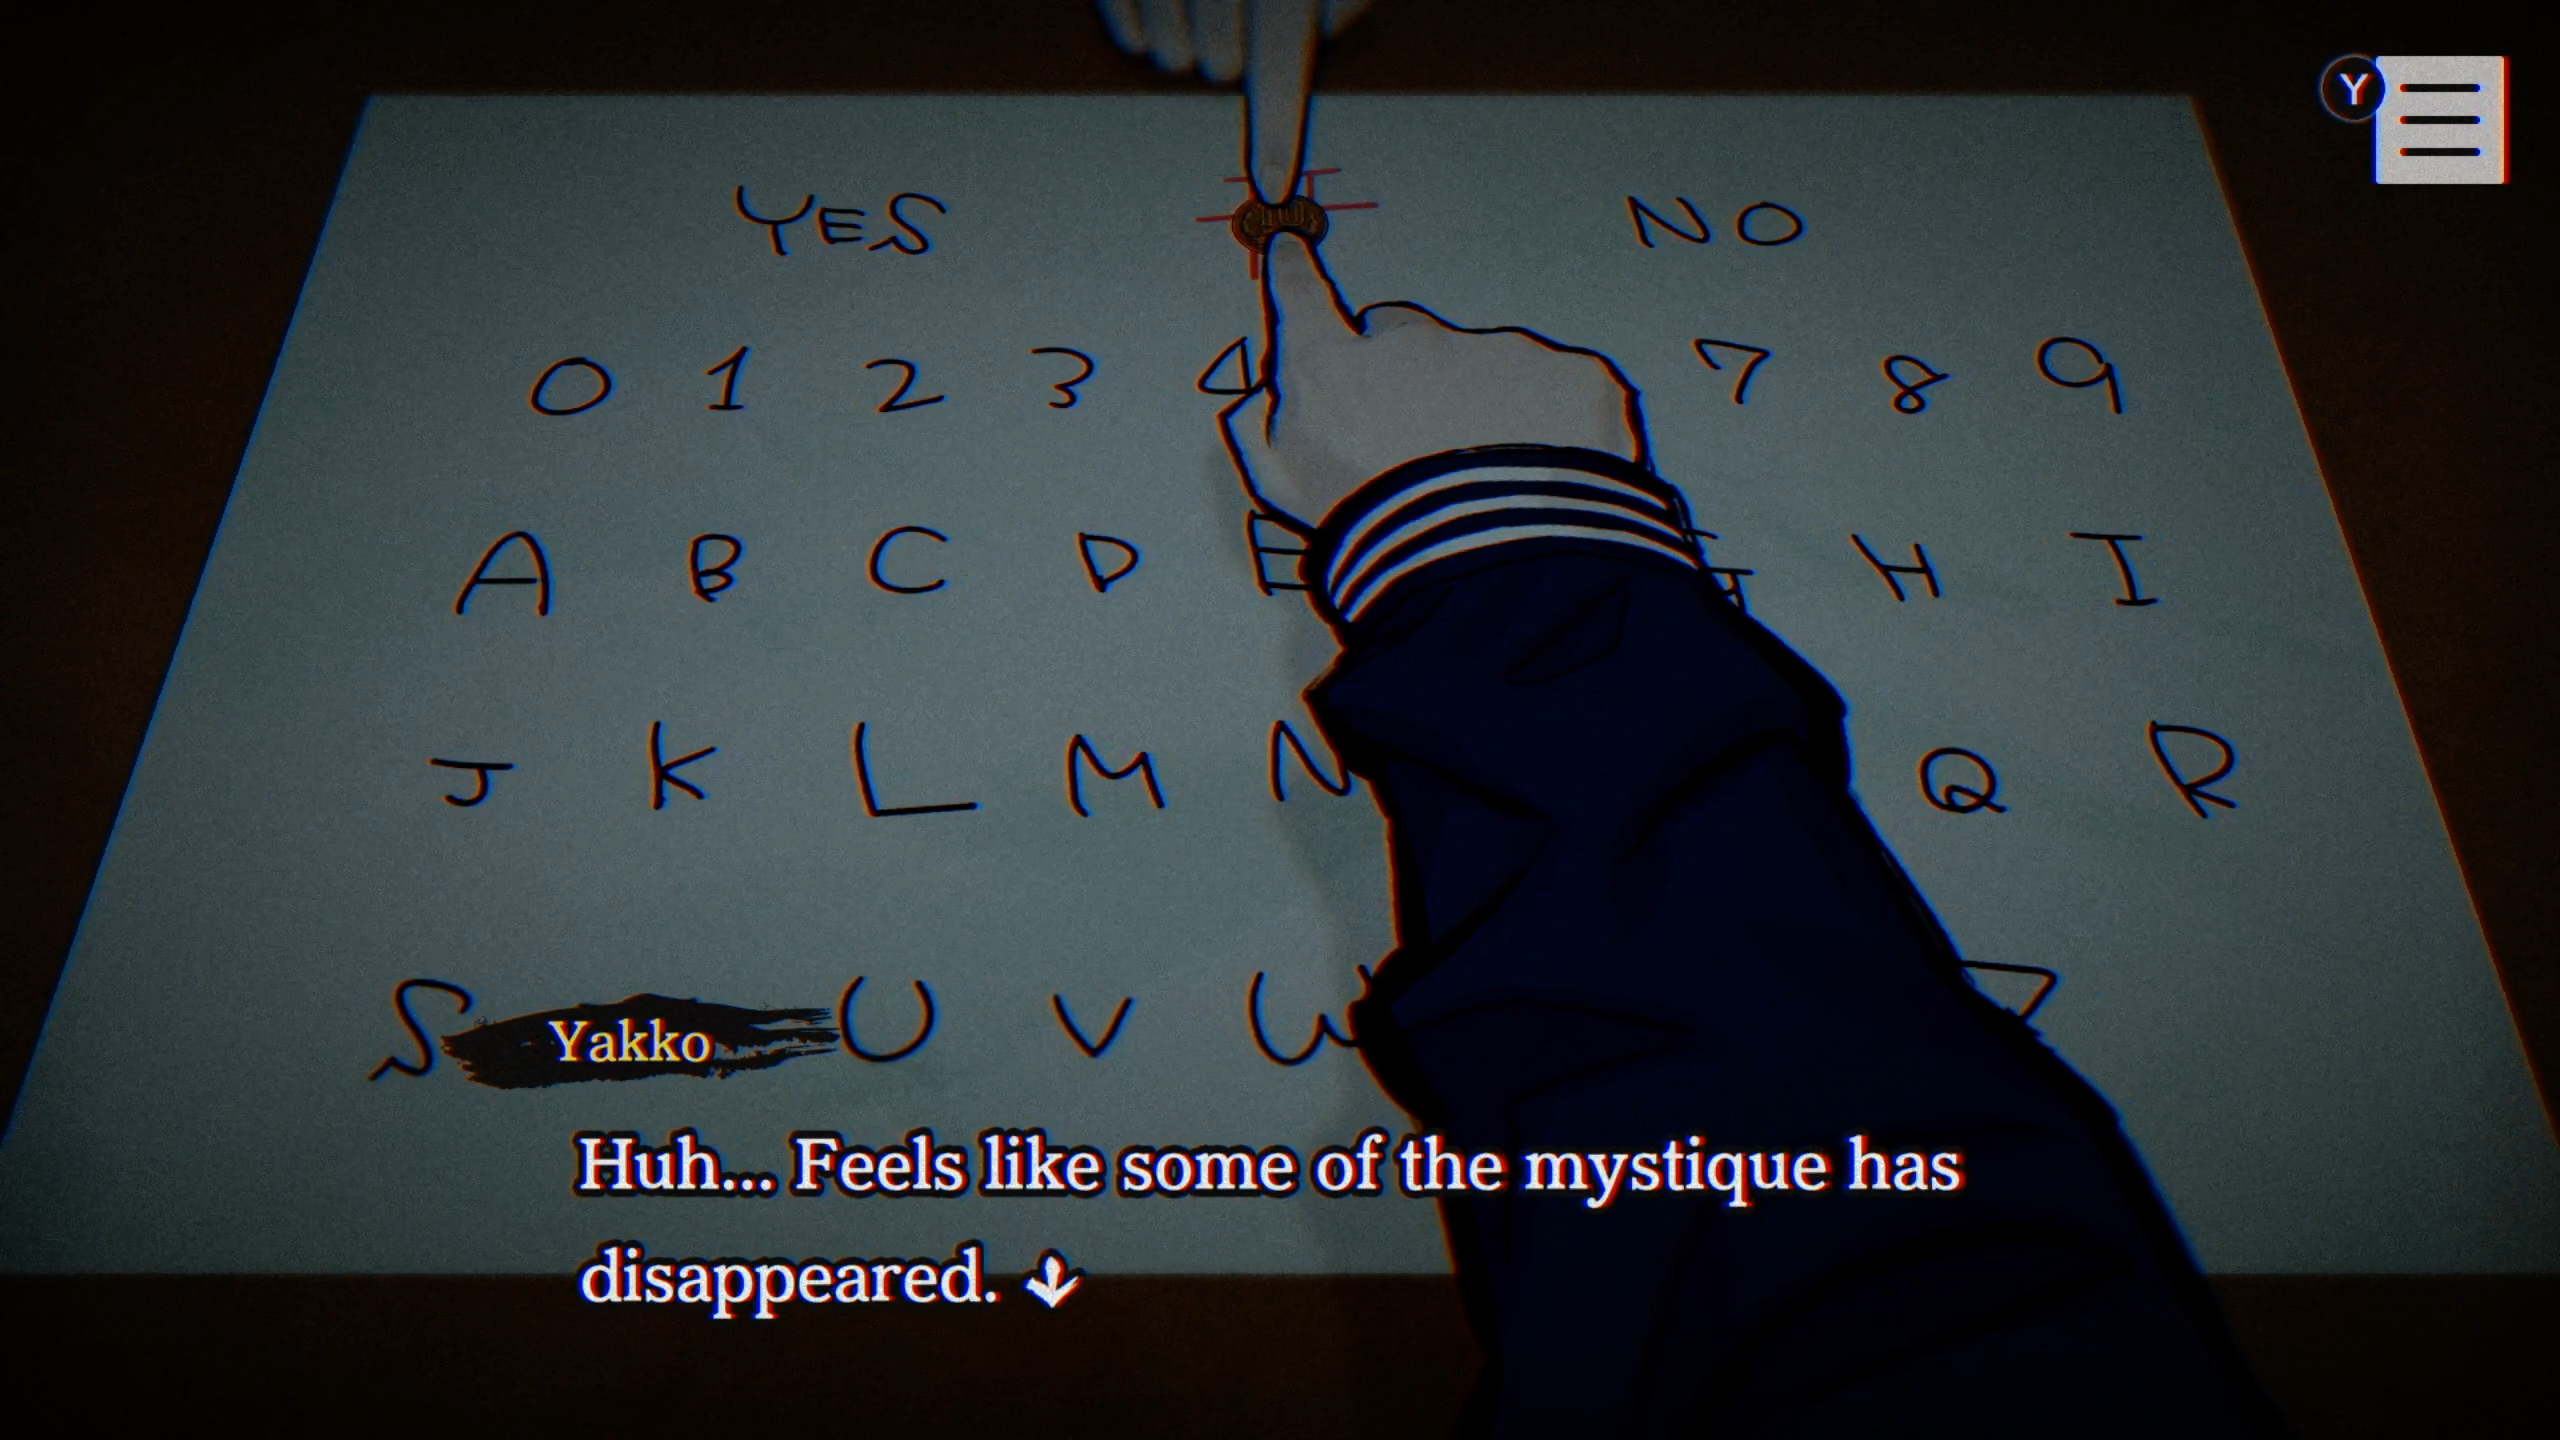 Y
YES NO
0 1 2 3 4 7 8 9
A B C D E H I
J K L M N Q R
S U V W
Yakko
Huh... Feels like some of the mystique has
disappeared.